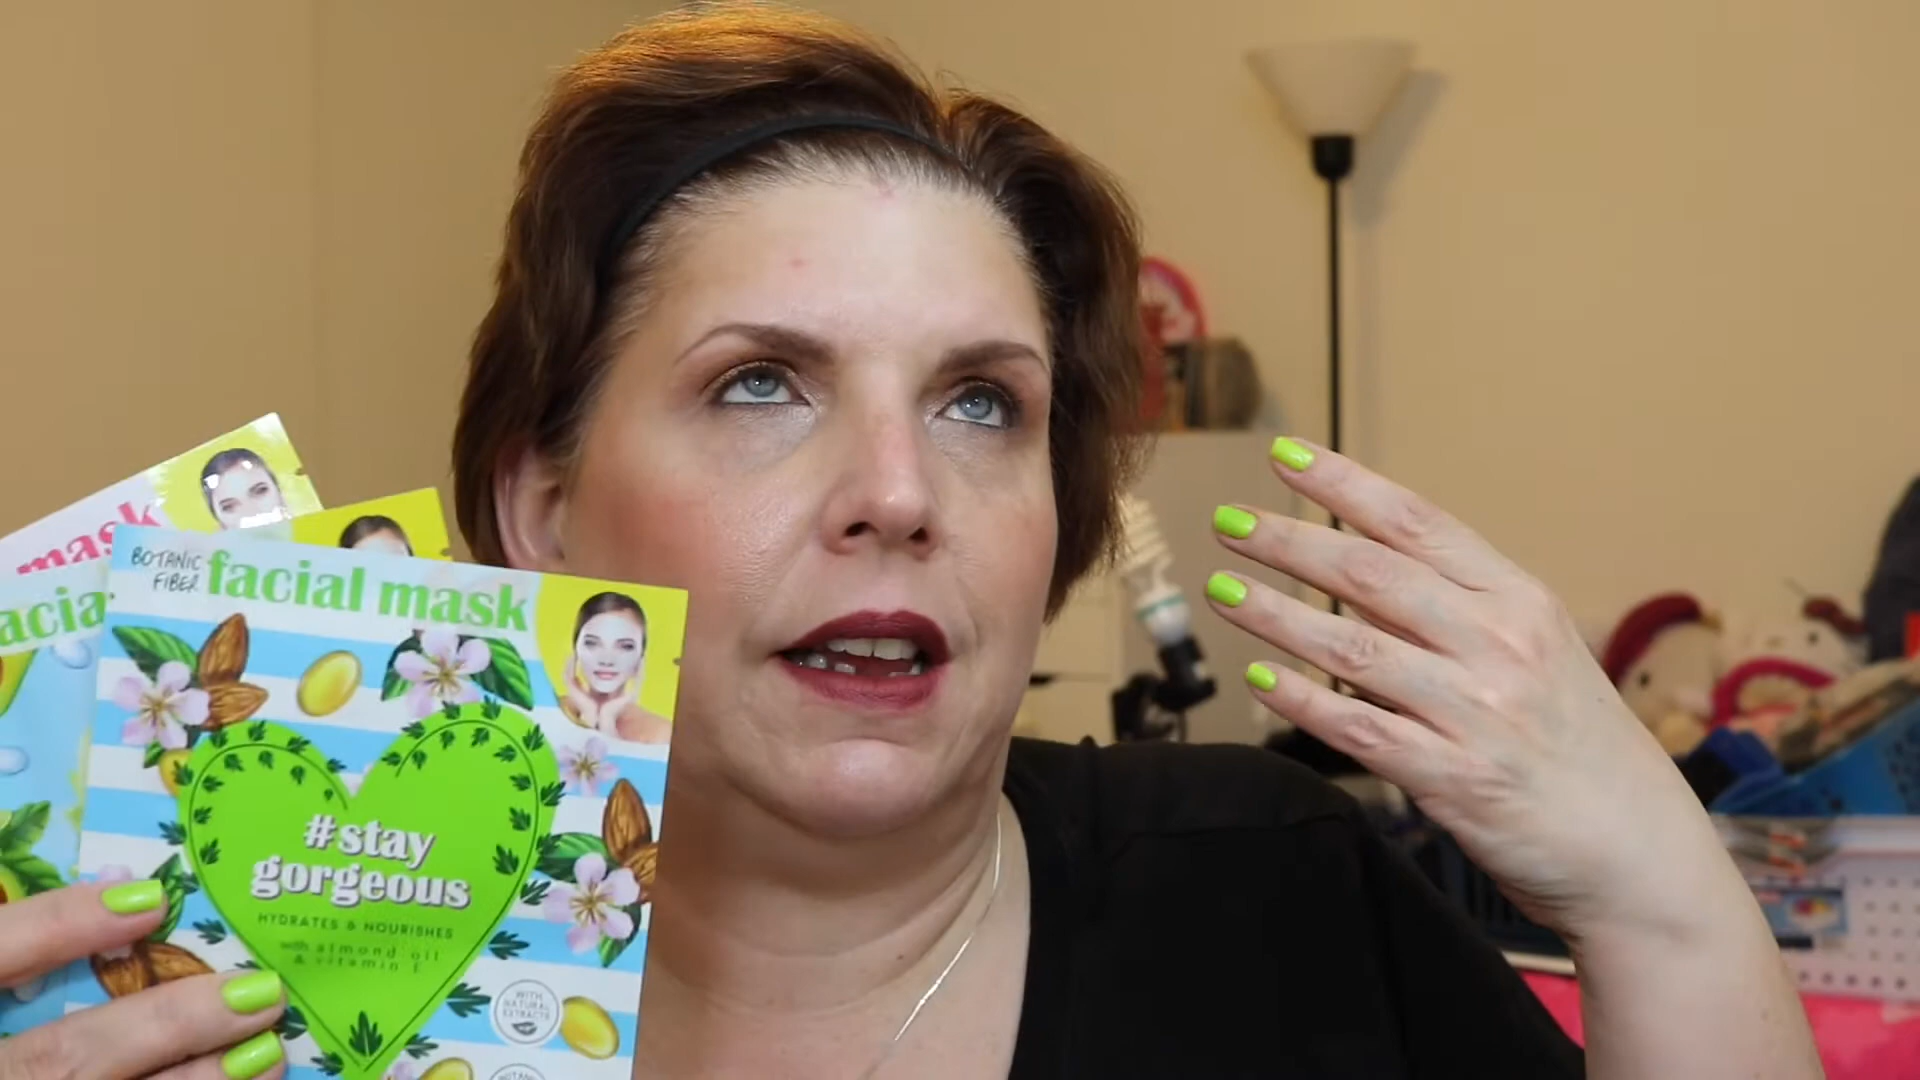 mask
facia
BOTANIC
FIBER
facial mask
#stay
gorgeous
HYDRATES & NOURISHES
with almond oil
& vitamin E
WITH
NATURAL
EXTRACTS